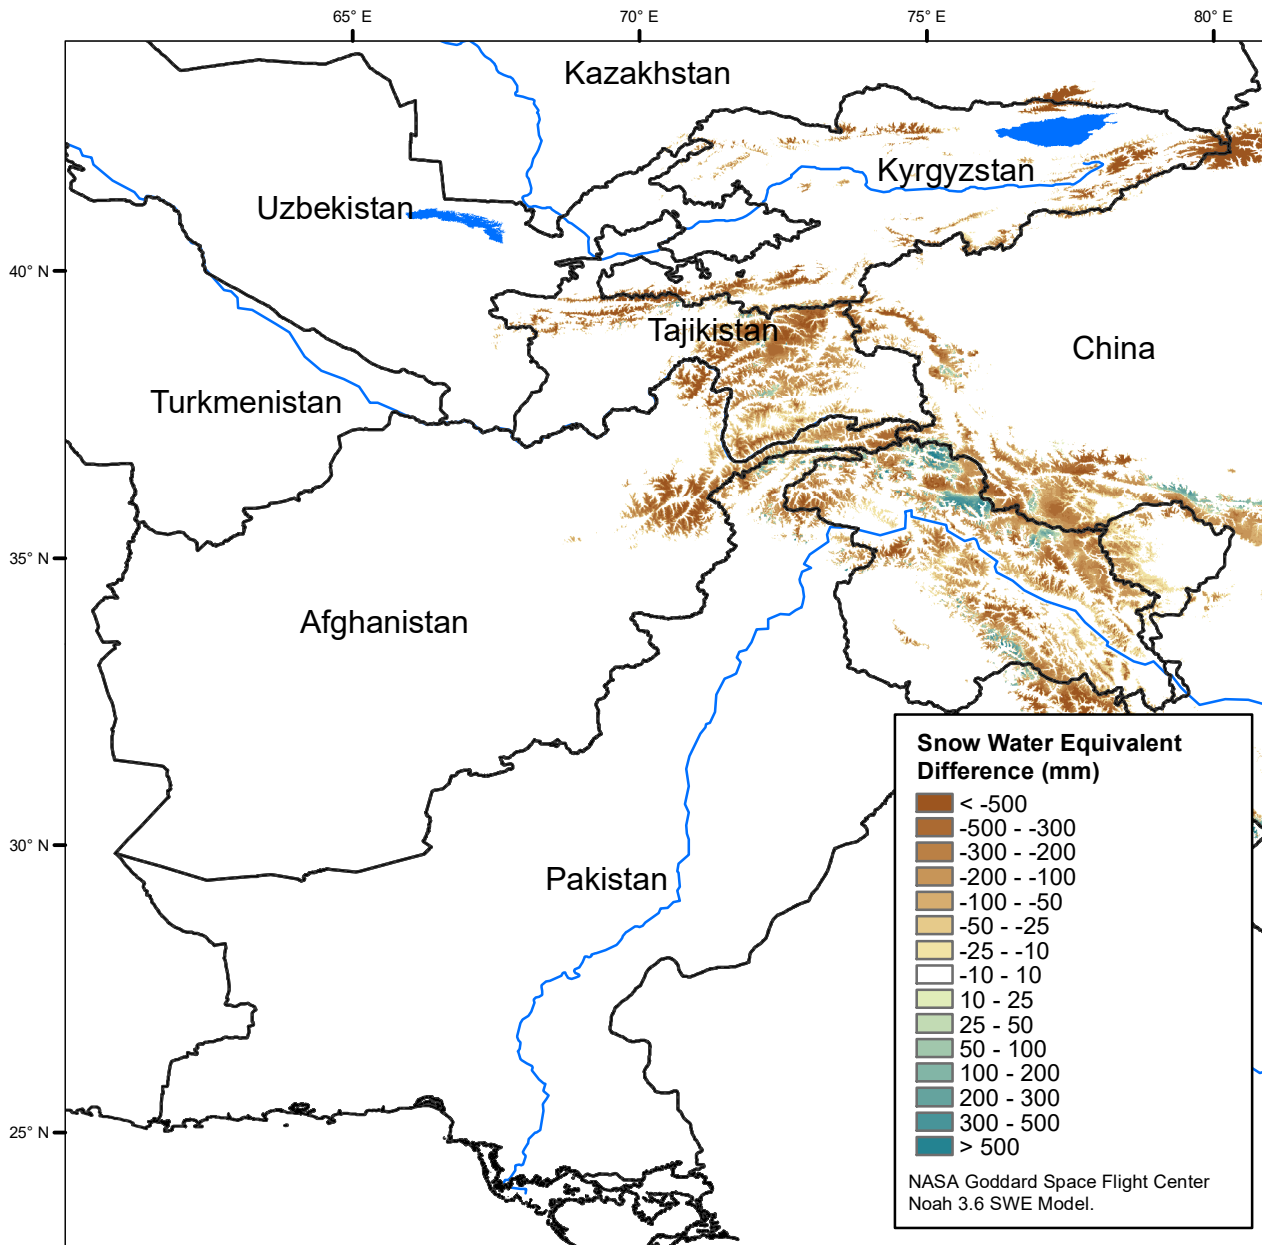 65° E
70° E
75° E
80° E
Kazakhstan
Kyrgyzstan
Uzbekistan
40° N
Tajikistan
China
Turkmenistan
35° N
Afghanistan
Snow Water Equivalent
Difference (mm)
< -500
-500 - -300
30° N
-300 - -200
-200 - -100
Pakistan
-100 - -50
-50 - -25
-25 - -10
-10 - 10
10 - 25
25 - 50
50 - 100
100 - 200
200 - 300
300 - 500
25° N
> 500
NASA Goddard Space Flight Center
Noah 3.6 SWE Model.